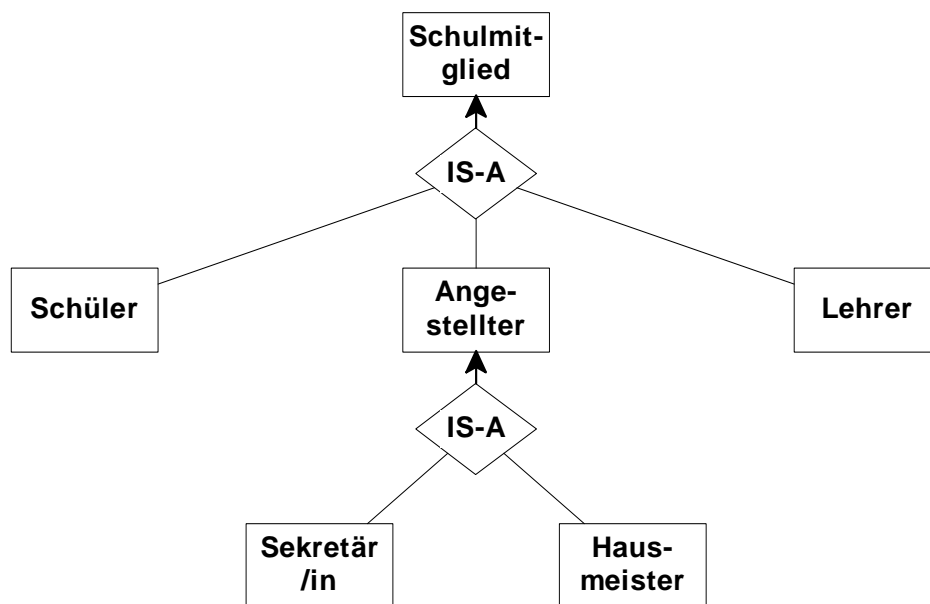 Schulmit-
glied
IS-A
Schüler
Ange-
stellter
Lehrer
IS-A
Sekretär
/in
Haus-
meister